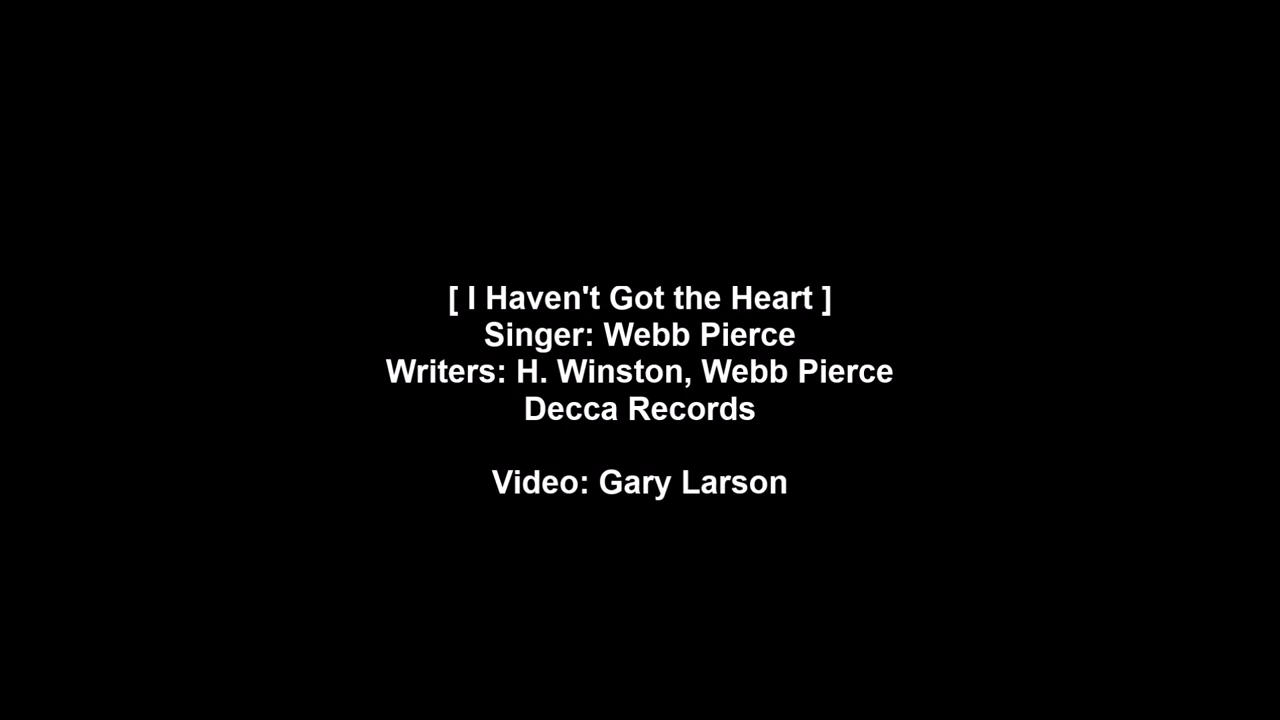 [ I Haven't Got the Heart ]
Singer: Webb Pierce
Writers: H. Winston, Webb Pierce
Decca Records
Video: Gary Larson